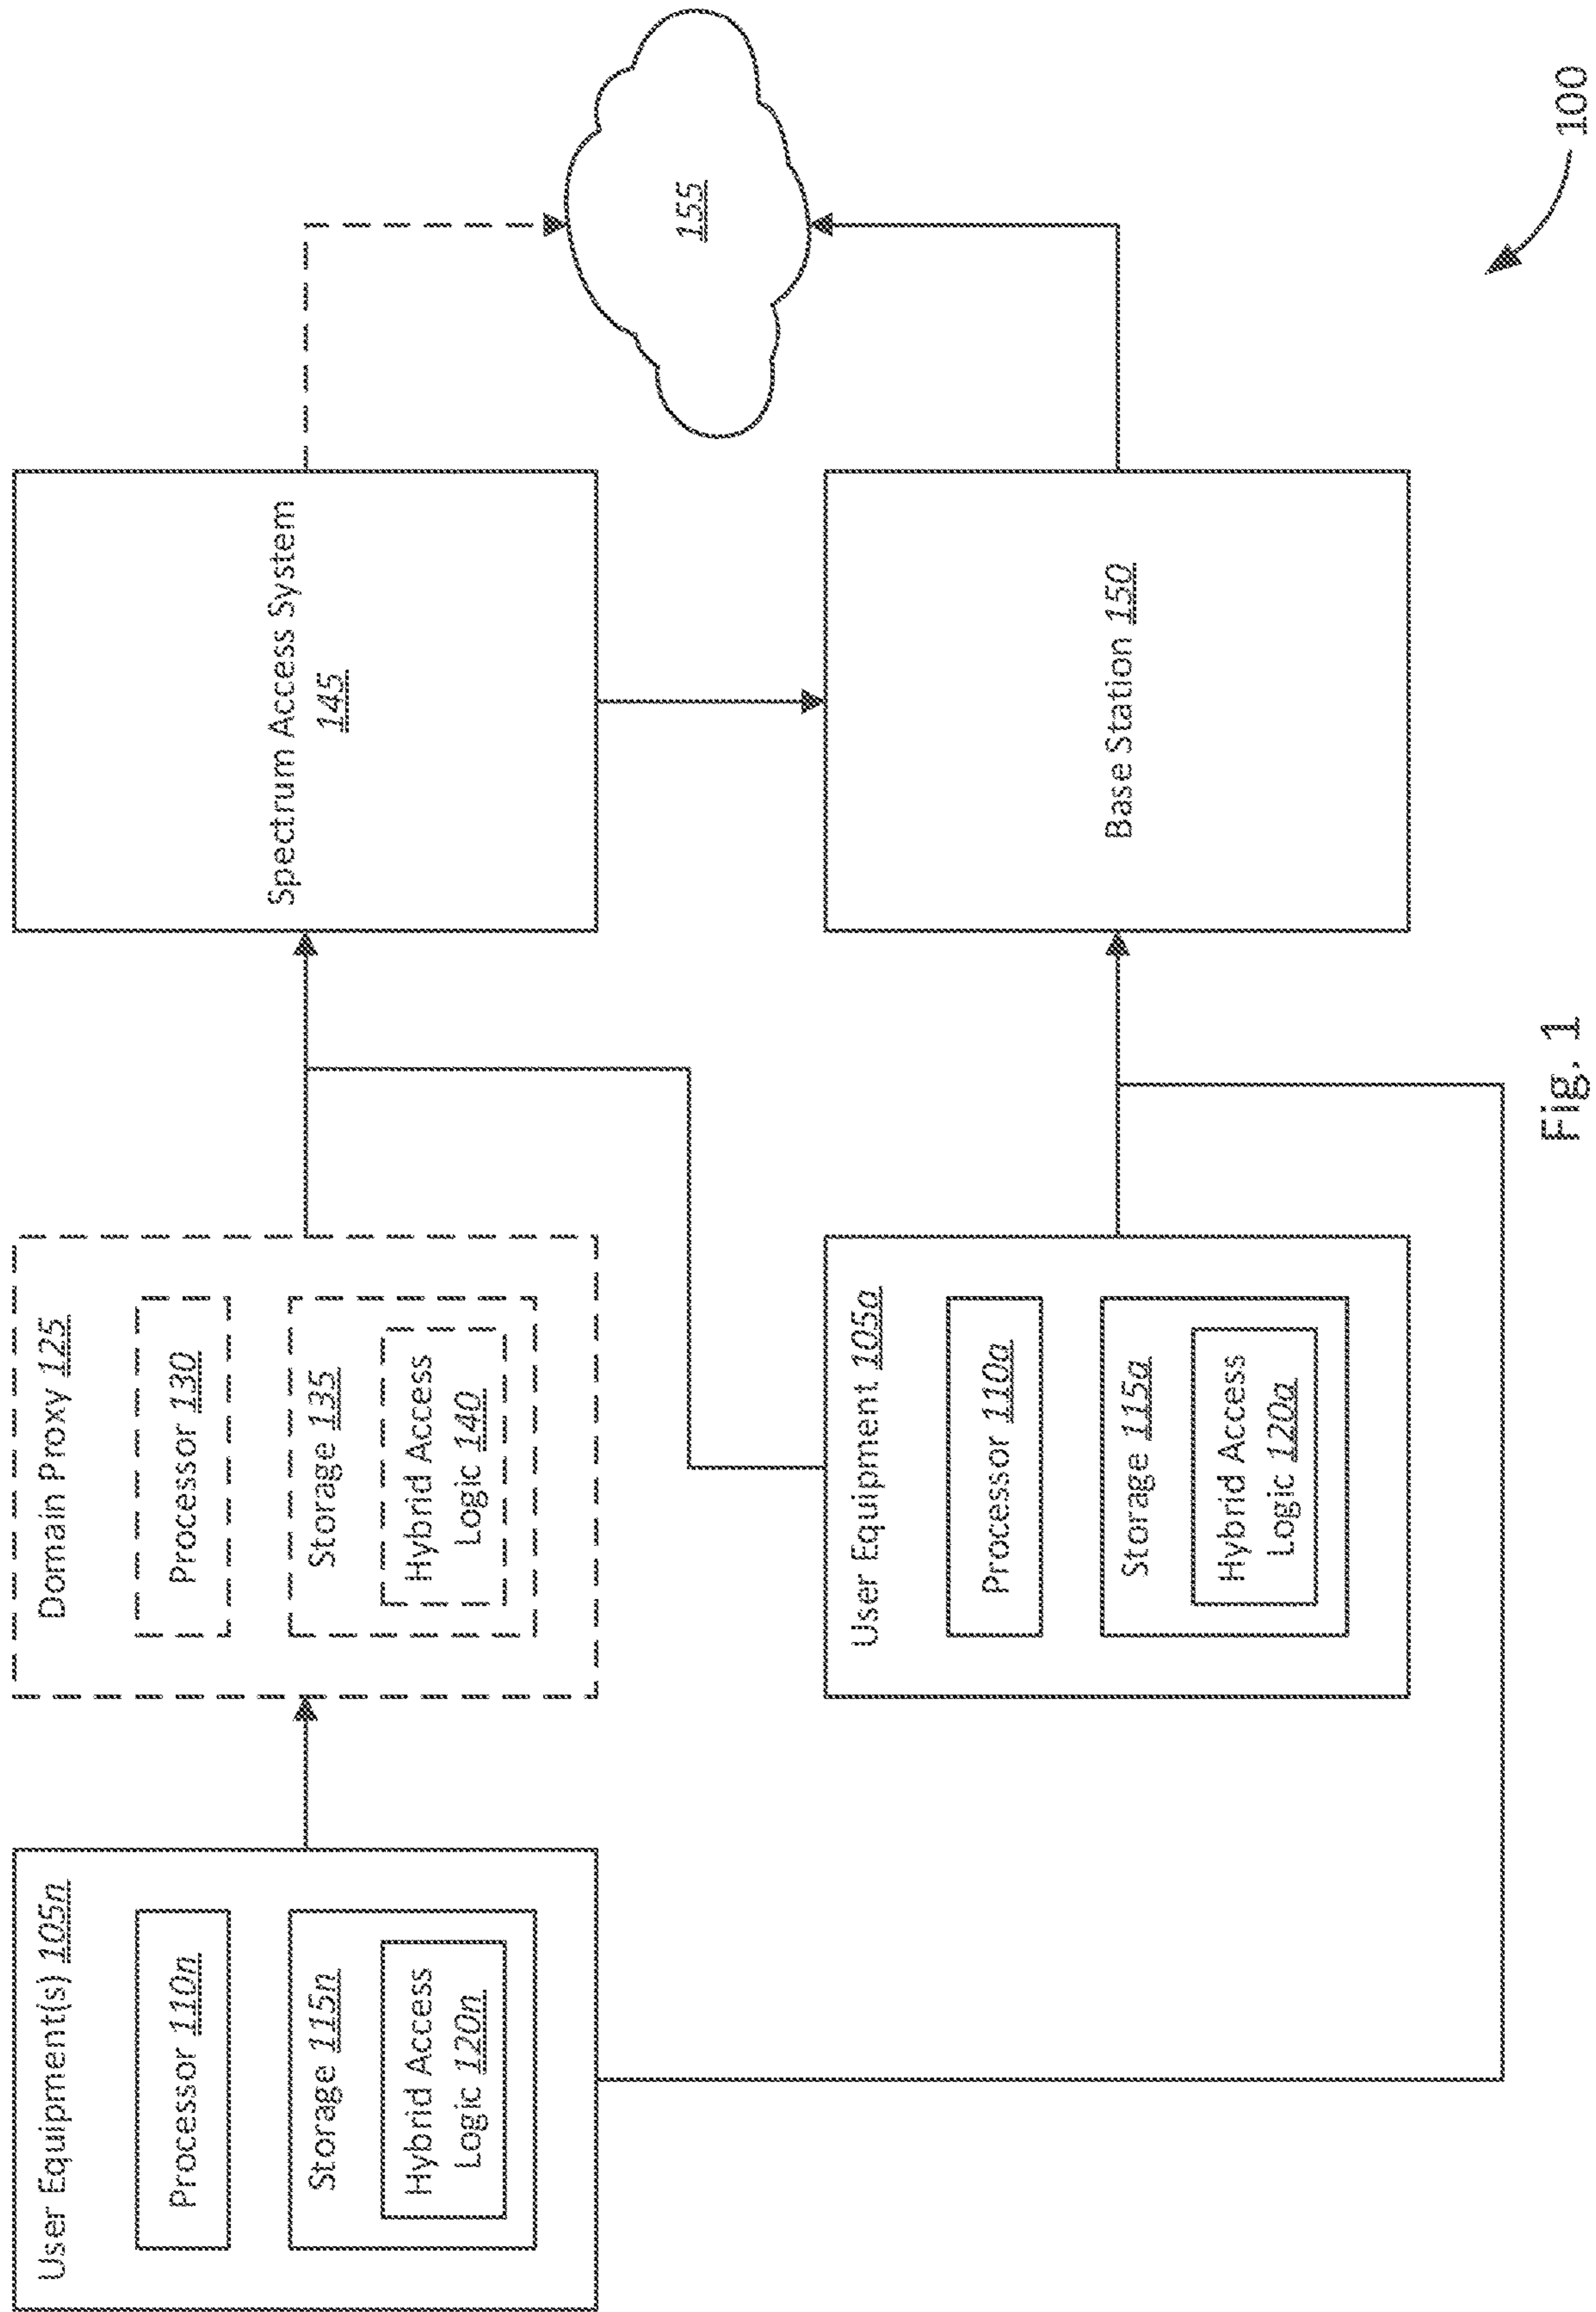 User Equipment(s) 105n
Processor 110n
Storage 115n
Hybrid Access
Logic 120n
Domain Proxy 125
Processor 130
Storage 135
Hybrid Access
Logic 140
Spectrum Access System
145
User Equipment 105a
Processor 110a
Storage 115a
Hybrid Access
Logic 120a
Base Station 150
155
100
Fig. 1